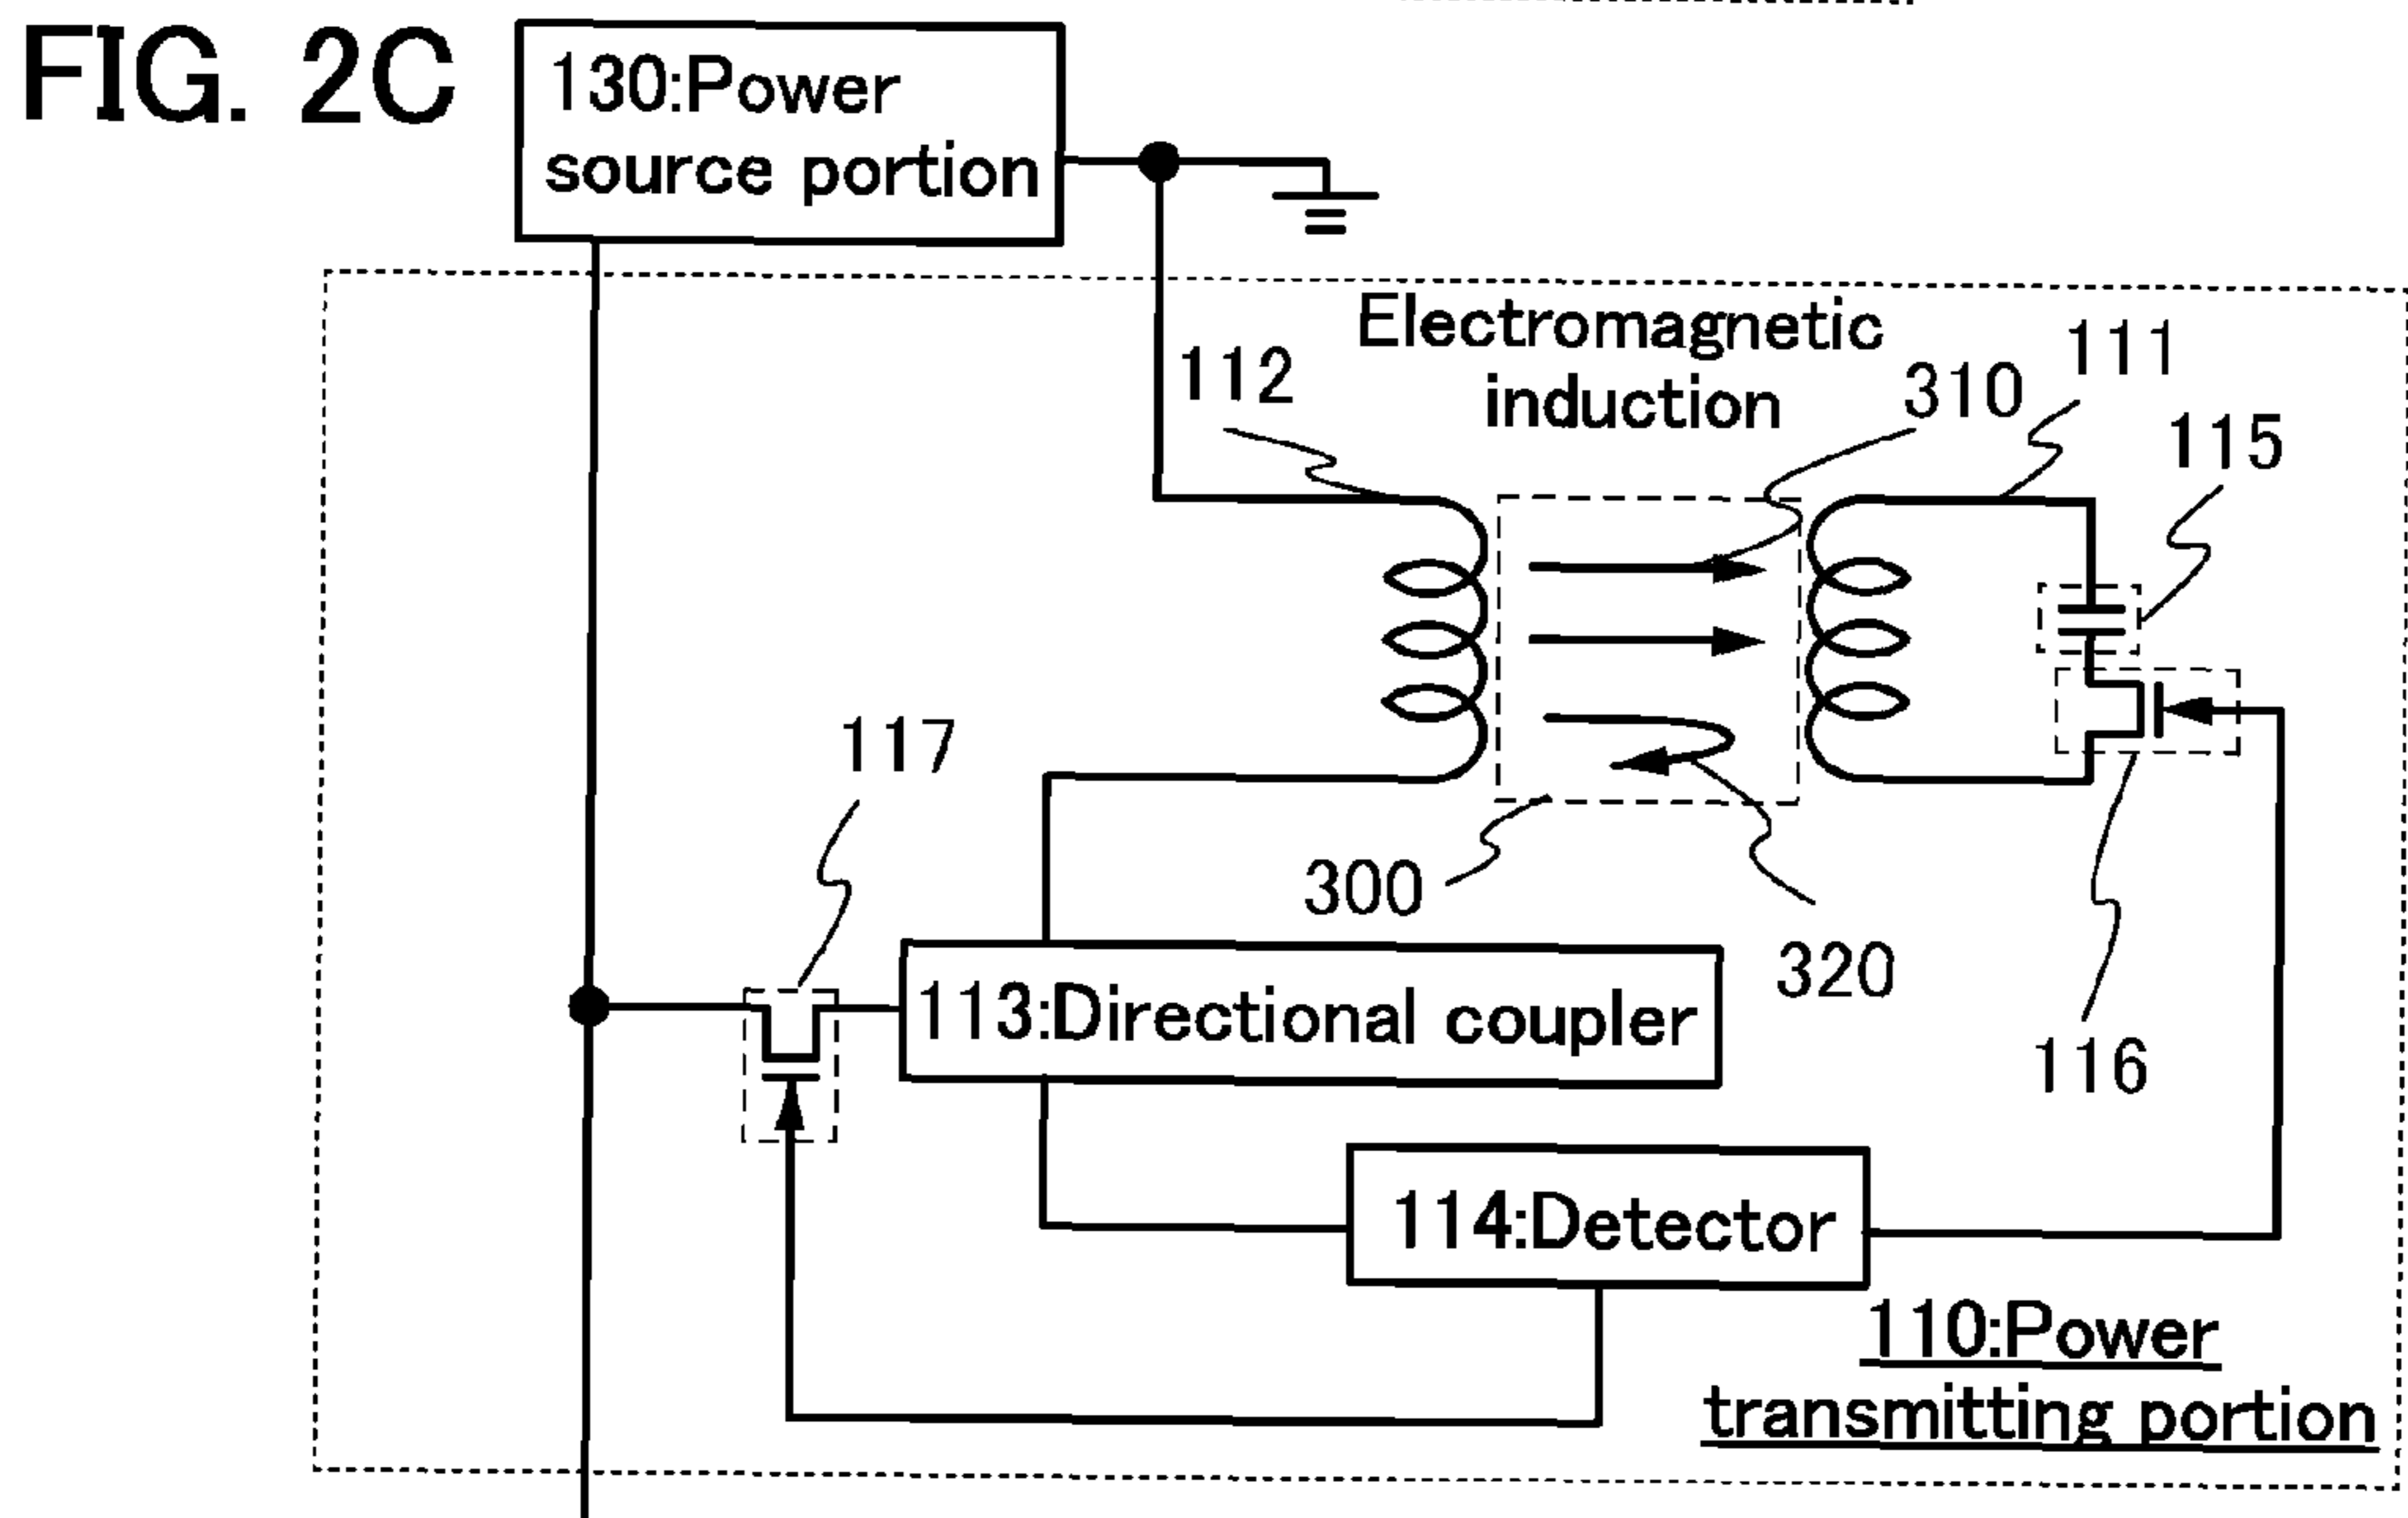 FIG. 2C
130:Power
source portion
Electromagnetic
induction
112
310
111
115
117
300
320
113:Directional coupler
116
114:Detector
110:Power
transmitting portion